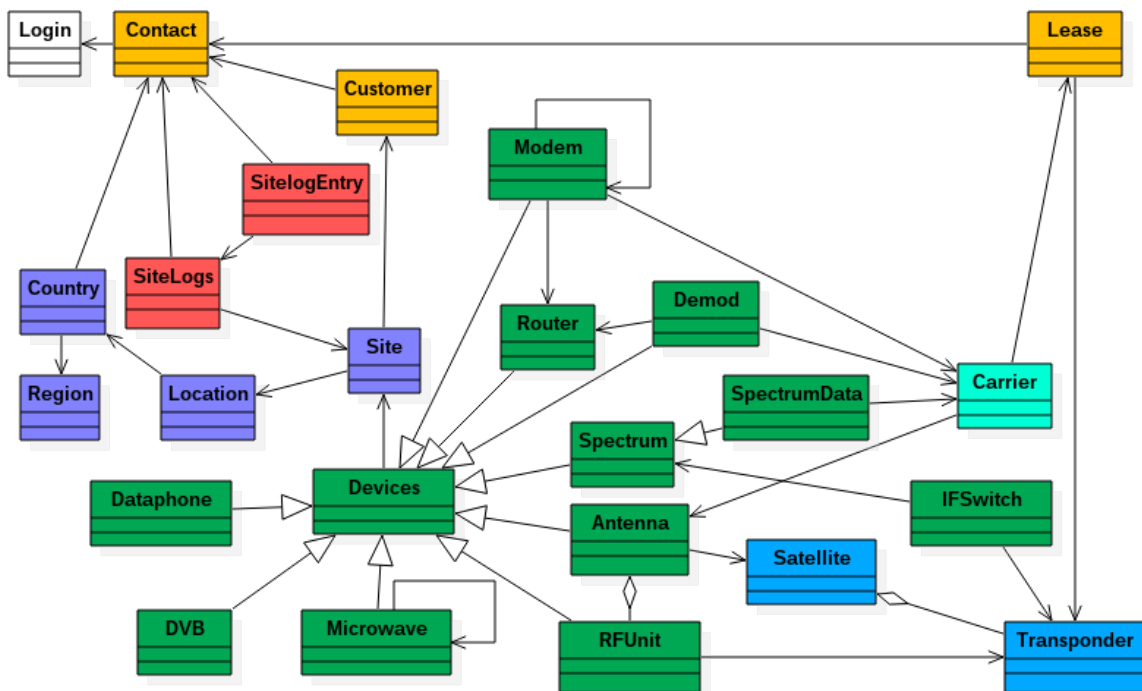 Login
Contact
Lease
Customer
Modem
SitelogEntry
SiteLogs
Country
Demod
Router
Site
Region
Location
Carrier
SpectrumData
Spectrum
Devices
Dataphone
IFSwitch
Antenna
Satellite
DVB
Microwave
RFUnit
Transponder